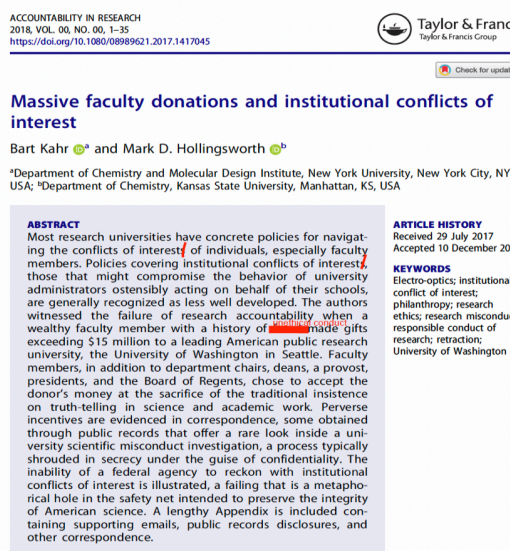 ACCOUNTABILITY IN RESEARCH
2018, VOL. 00, NO. 00, 1–35
https://doi.org/10.1080/08989621.2017.1417045
Taylor & Franc
Taylor & Francis Group
Check for updat
Massive faculty donations and institutional conflicts of
interest
Bart Kahr iD a and Mark D. Hollingsworth iD b
aDepartment of Chemistry and Molecular Design Institute, New York University, New York City, NY
USA; bDepartment of Chemistry, Kansas State University, Manhattan, KS, USA
ABSTRACT
Most research universities have concrete policies for navigat-
ing the conflicts of interest/ of individuals, especially faculty
members. Policies covering institutional conflicts of interest/,
those that might compromise the behavior of university
administrators ostensibly acting on behalf of their schools,
are generally recognized as less well developed. The authors
witnessed the failure of research accountability when a
wealthy faculty member with a history of unethical conduct made gifts
exceeding $15 million to a leading American public research
university, the University of Washington in Seattle. Faculty
members, in addition to department chairs, deans, a provost,
presidents, and the Board of Regents, chose to accept the
donor's money at the sacrifice of the traditional insistence
on truth-telling in science and academic work. Perverse
incentives are evidenced in correspondence, some obtained
through public records that offer a rare look inside a uni-
versity scientific misconduct investigation, a process typically
shrouded in secrecy under the guise of confidentiality. The
inability of a federal agency to reckon with institutional
conflicts of interest is illustrated, a failing that is a metapho-
rical hole in the safety net intended to preserve the integrity
of American science. A lengthy Appendix is included con-
taining supporting emails, public records disclosures, and
other correspondence.
ARTICLE HISTORY
Received 29 July 2017
Accepted 10 December 20
KEYWORDS
Electro-optics; institutiona
conflict of interest;
philanthropy; research
ethics; research miscondu
responsible conduct of
research; retraction;
University of Washington